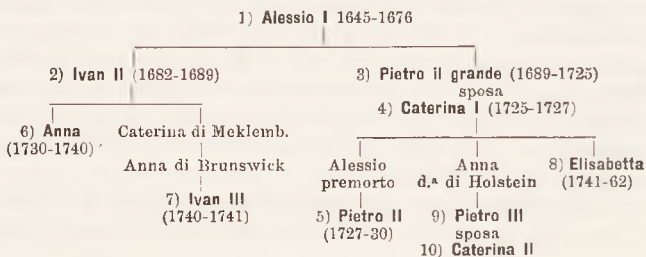 1) Alessio I 1645-1676
2) Ivan II (1682-1689)
3) Pietro il grande (1689-1725)
sposa
4) Caterina I (1725-1727)
6) Anna
(1730-1740)
Caterina di Meklemb.
Anna di Brunswick
7) Ivan III
(1740-1741)
Alessio
premorto
5) Pietro II
(1727-30)
Anna
d.ª di Holstein
9) Pietro III
sposa
10) Caterina II
8) Elisabetta
(1741-62)